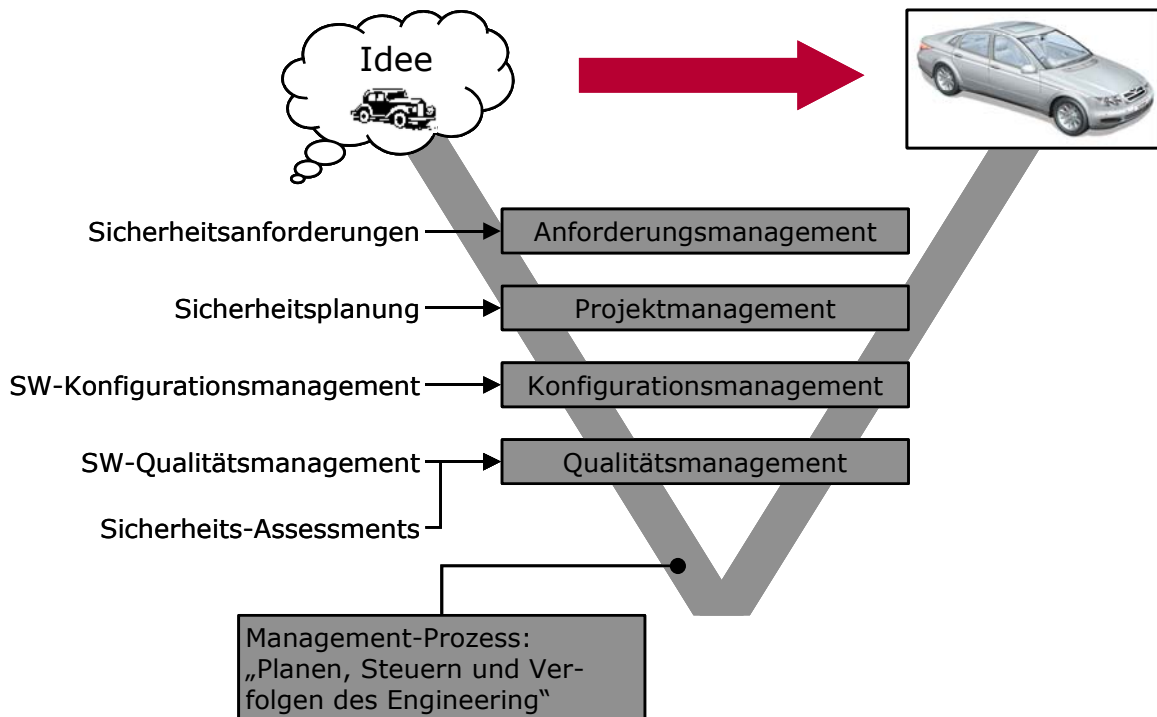 Idee
Sicherheitsanforderungen
Anforderungsmanagement
Sicherheitsplanung
Projektmanagement
SW-Konfigurationsmanagement
Konfigurationsmanagement
SW-Qualitätsmanagement
Qualitätsmanagement
Sicherheits-Assessments
Management-Prozess:
„Planen, Steuern und Ver-
folgen des Engineering“